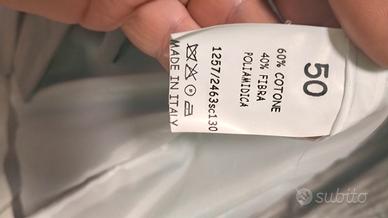 50
60% COTONE
40% FIBRA
POLIAMIDICA
1257/2463sc130
MADE IN ITALY
subito